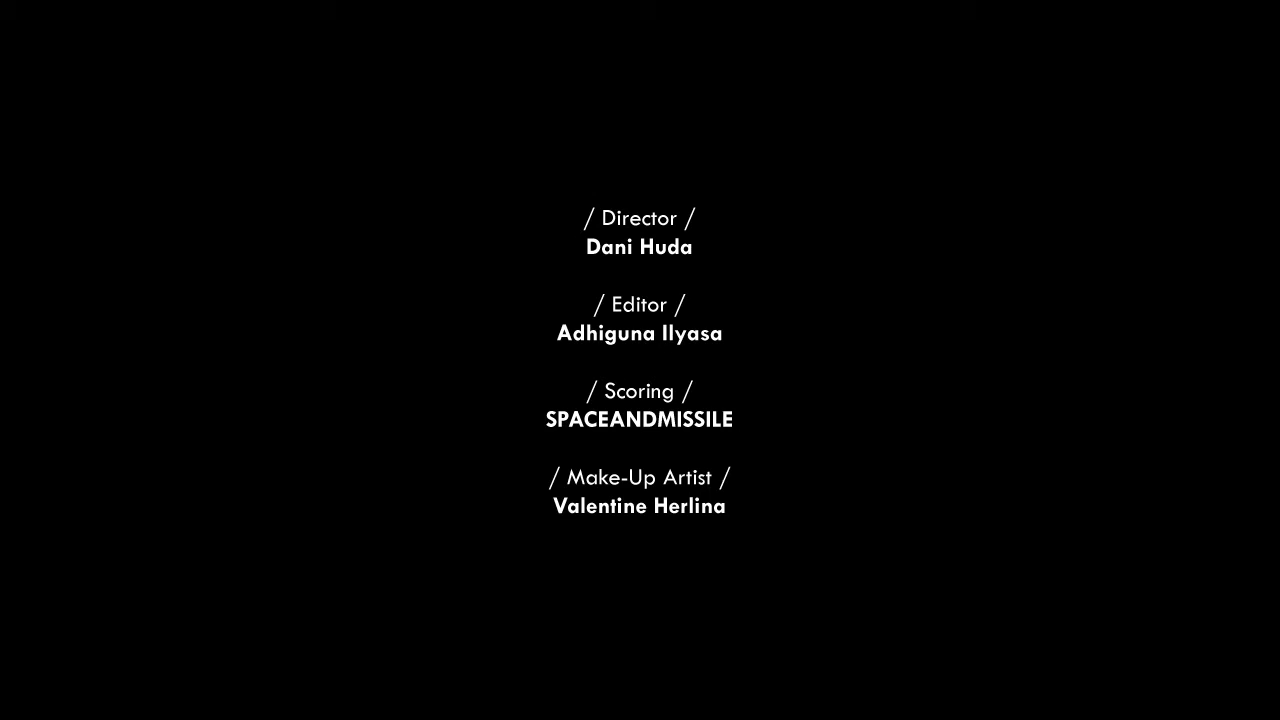 / Director /
Dani Huda
/ Editor /
Adhiguna Ilyasa
/ Scoring /
SPACEANDMISSILE
/ Make-Up Artist /
Valentine Herlina